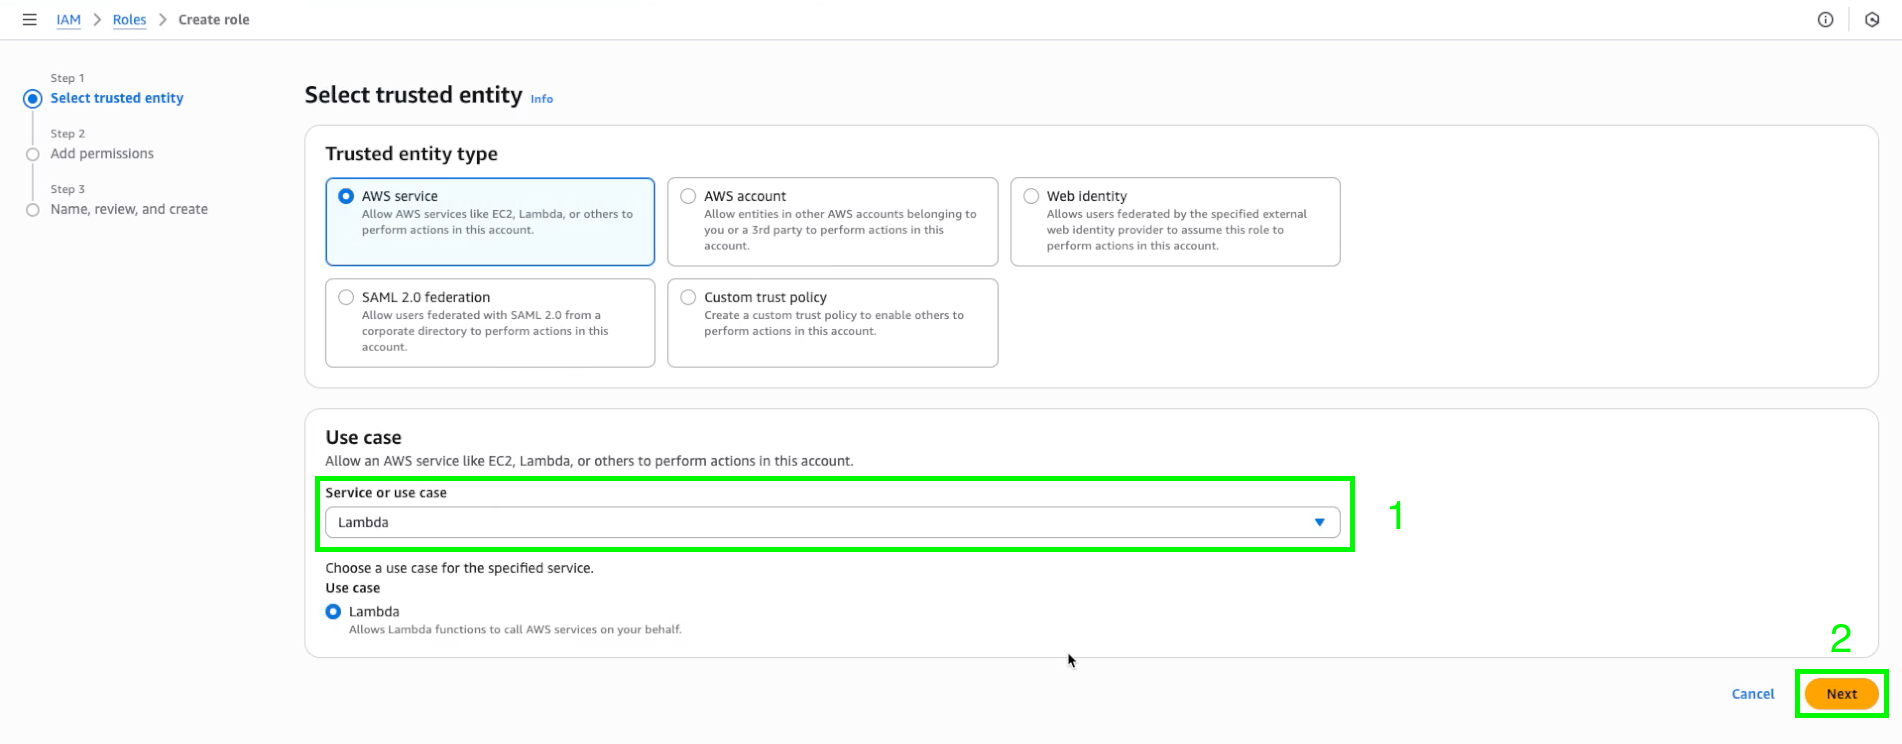 IAM > Roles > Create role
Step 1
Select trusted entity
Step 2
Add permissions
Step 3
Name, review, and create
Select trusted entity Info
Trusted entity type
AWS service
Allow AWS services like EC2, Lambda, or others to
perform actions in this account.
AWS account
Allow entities in other AWS accounts belonging to
you or a 3rd party to perform actions in this
account.
Web identity
Allows users federated by the specified external
web identity provider to assume this role to
perform actions in this account.
SAML 2.0 federation
Allow users federated with SAML 2.0 from a
corporate directory to perform actions in this
account.
Custom trust policy
Create a custom trust policy to enable others to
perform actions in this account.
Use case
Allow an AWS service like EC2, Lambda, or others to perform actions in this account.
Service or use case
Lambda
1
Choose a use case for the specified service.
Use case
Lambda
Allows Lambda functions to call AWS services on your behalf.
2
Cancel
Next